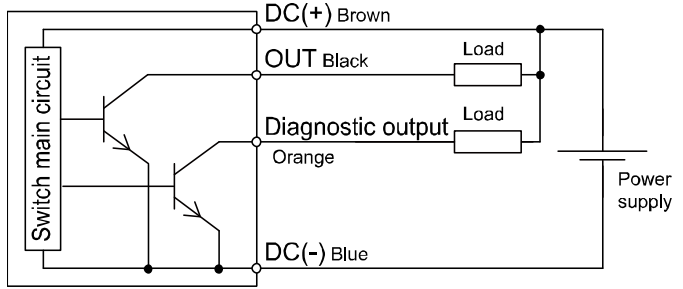 DC(+) Brown
OUT Black
Load
Load
Diagnostic output
Orange
Switch main circuit
Power
supply
DC(-) Blue